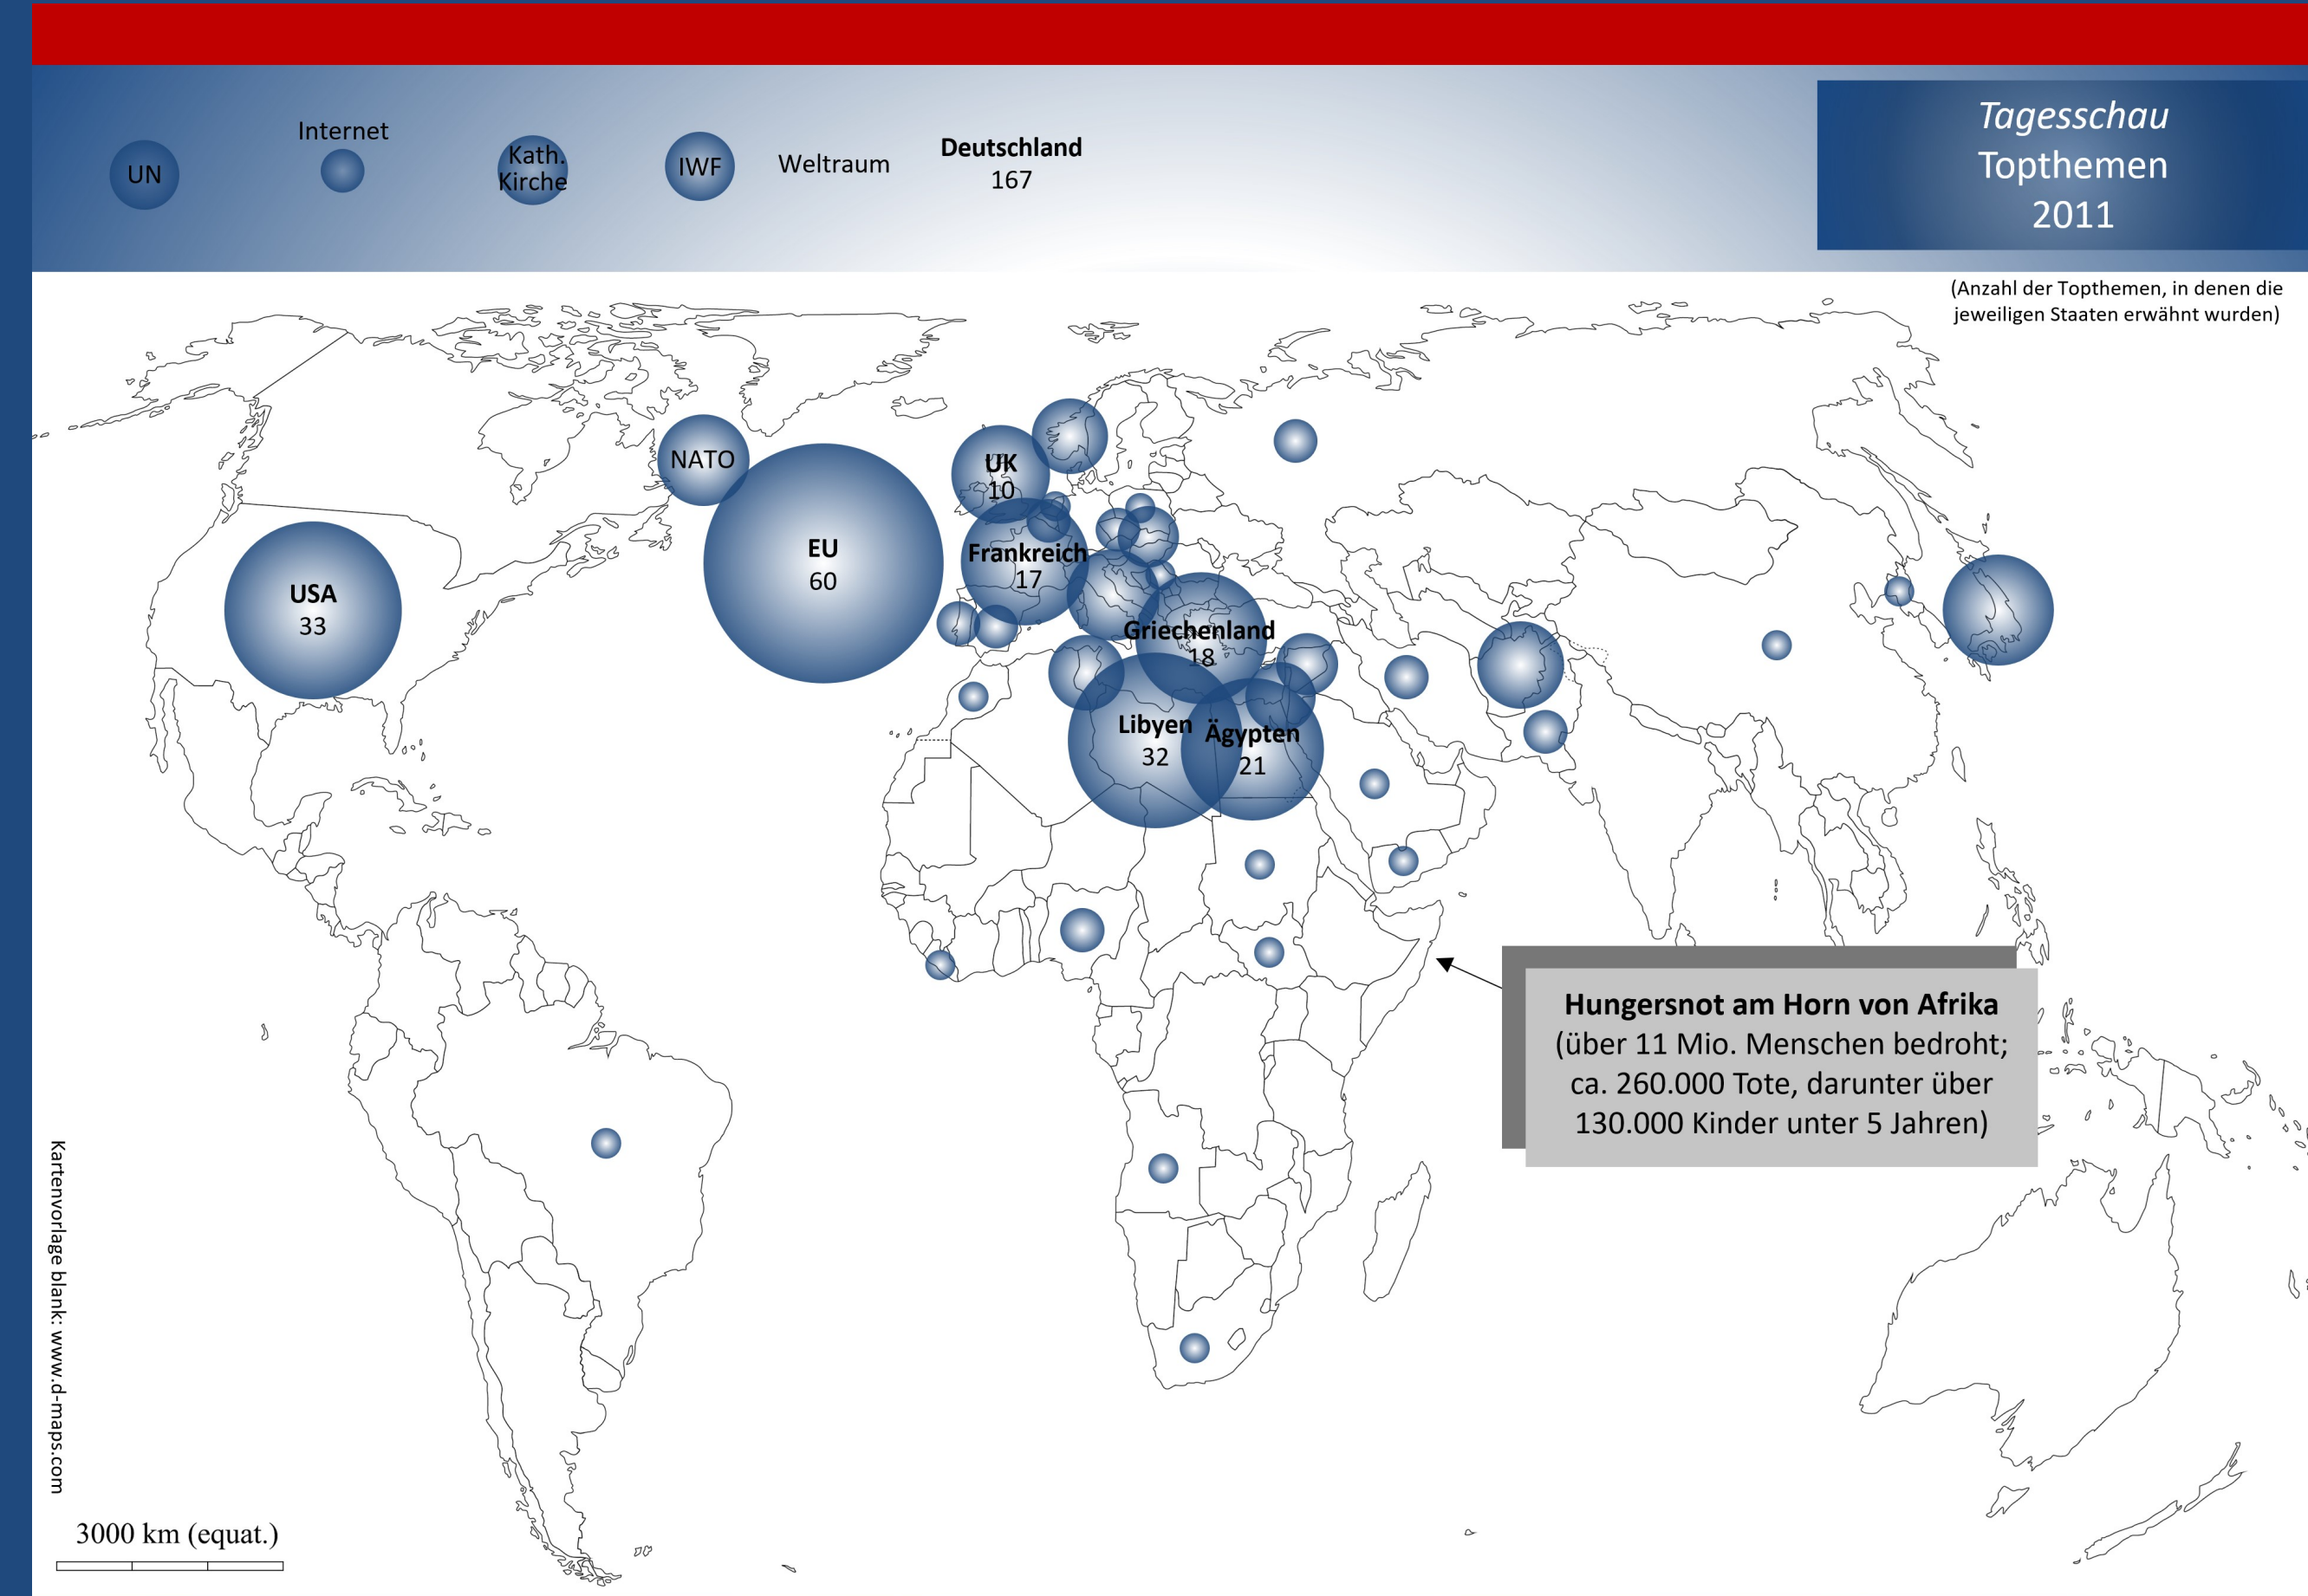 Internet
UN
Kath.
Kirche
IWF
Weltraum
Deutschland
167
Tagesschau
Topthemen
2011
(Anzahl der Topthemen, in denen die
jeweiligen Staaten erwähnt wurden)
NATO
UK
10
EU
60
Frankreich
17
USA
33
Griechenland
18
Libyen
32
Ägypten
21
Hungersnot am Horn von Afrika
(über 11 Mio. Menschen bedroht;
ca. 260.000 Tote, darunter über
130.000 Kinder unter 5 Jahren)
Kartenvorlage blank: www.d-maps.com
3000 km (equat.)